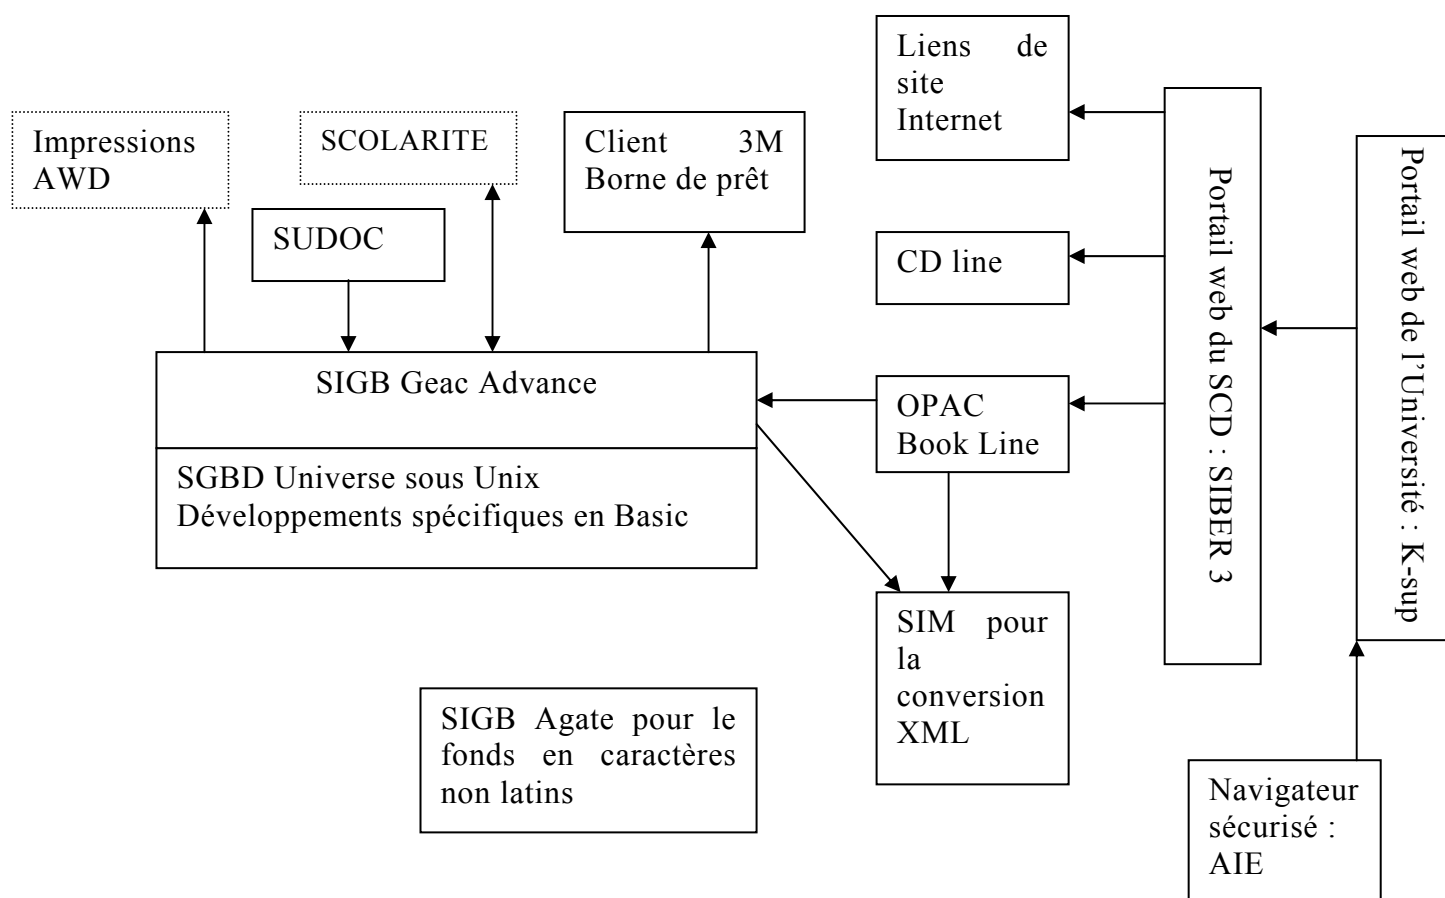 Liens de
site
Internet
Impressions
AWD
SCOLARITE
Client 3M
Borne de prêt
SUDOC
CD line
SIGB Geac Advance
OPAC
Book Line
SGBD Universe sous Unix
Développements spécifiques en Basic
SIM pour
la
conversion
XML
SIGB Agate pour le
fonds en caractères
non latins
Portail web du SCD : SIBER 3
Portail web de l’Université : K-sup
Navigateur
sécurisé :
AIE